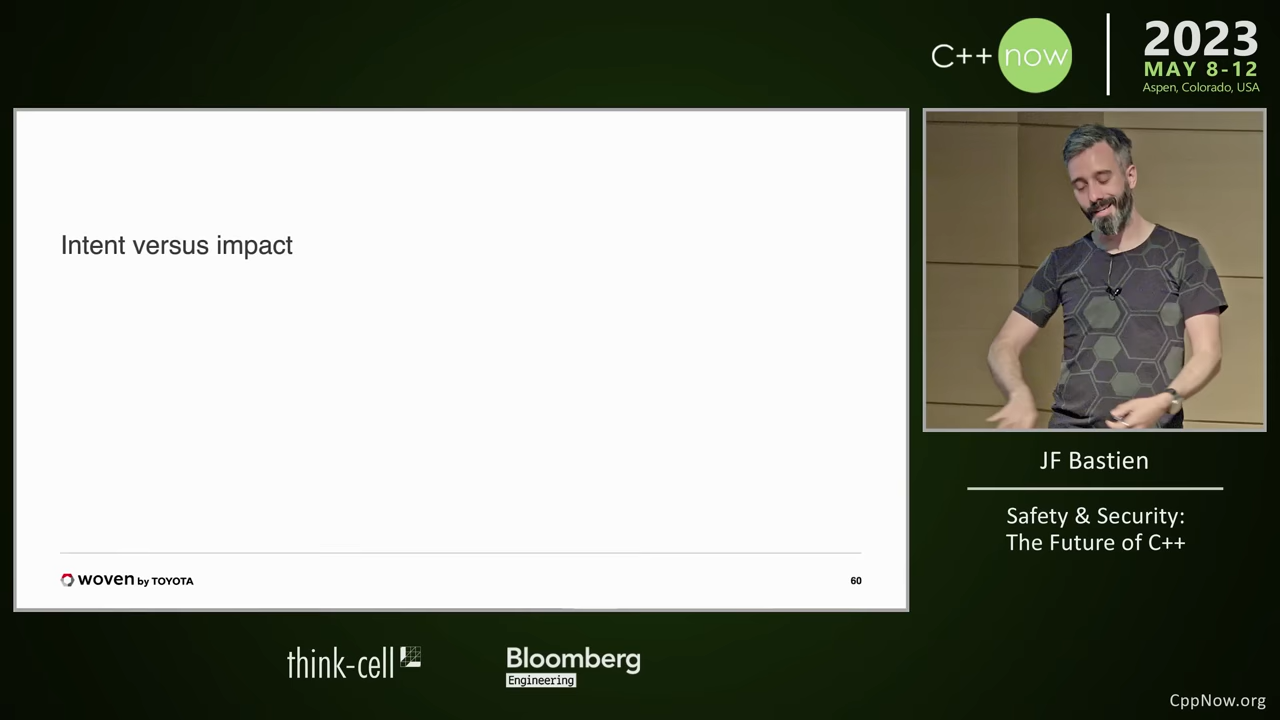 C++ now
2023
MAY 8-12
Aspen, Colorado, USA
Intent versus impact
woven by TOYOTA
60
JF Bastien
Safety & Security:
The Future of C++
think-cell
Bloomberg
Engineering
CppNow.org